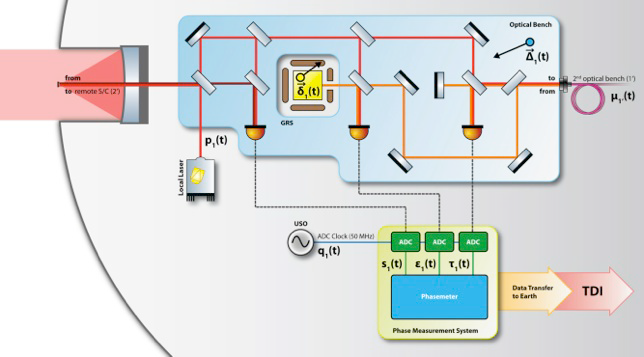 Optical Bench
Δ₁(t)
from
to remote S/C (2')
δ₁(t)
GRS
to
from
2nd optical bench (1')
μ₁'(t)
p₁(t)
Local Laser
USO
ADC Clock (50 MHz)
q₁(t)
ADC
ADC
ADC
s₁(t)
ε₁(t)
τ₁(t)
Phasemeter
Phase Measurement System
Data Transfer
to Earth
TDI